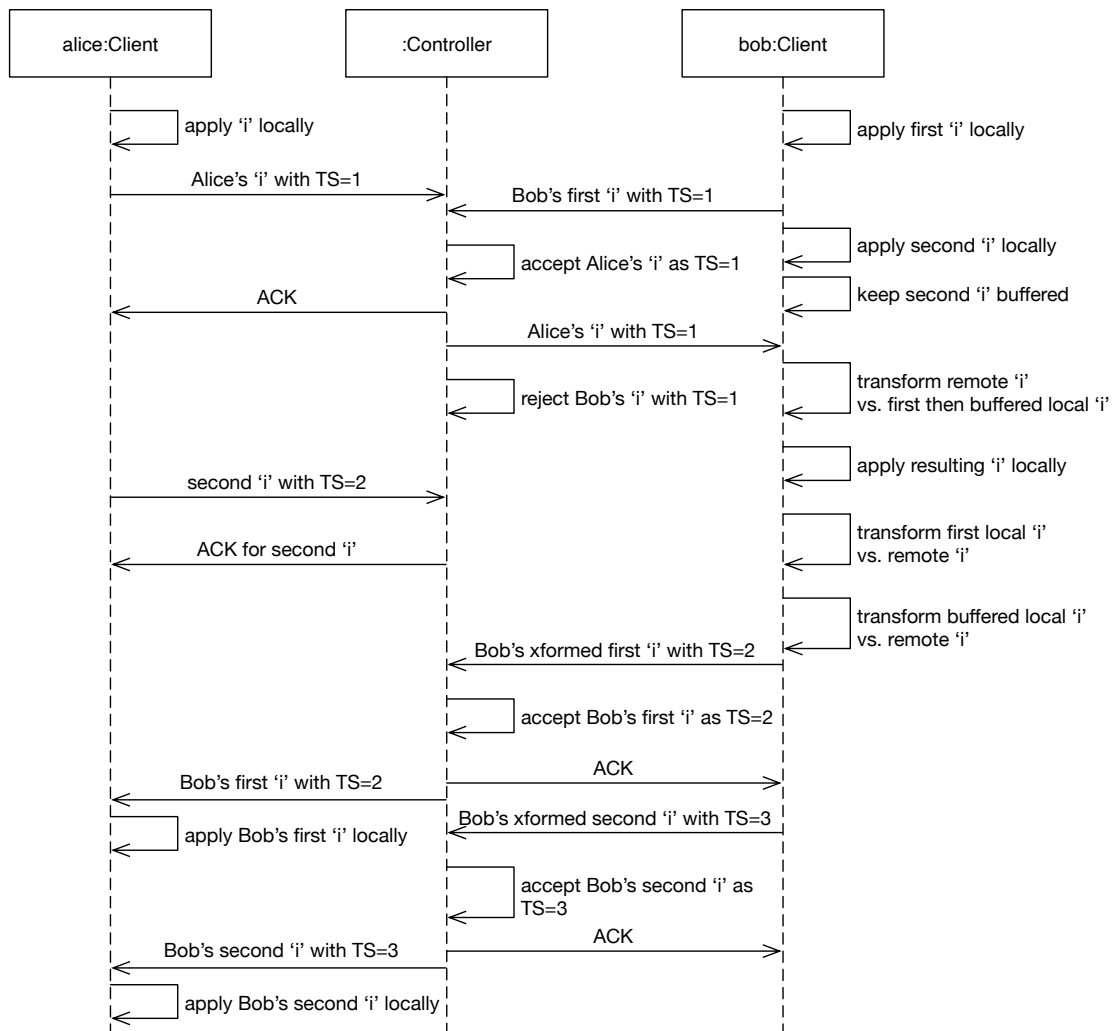 alice:Client
:Controller
bob:Client
apply ‘i’ locally
apply first ‘i’ locally
Alice's ‘i’ with TS=1
Bob's first ‘i’ with TS=1
apply second ‘i’ locally
accept Alice's ‘i’ as TS=1
keep second ‘i’ buffered
ACK
Alice's ‘i’ with TS=1
transform remote ‘i’
vs. first then buffered local ‘i’
reject Bob's ‘i’ with TS=1
apply resulting ‘i’ locally
second ‘i’ with TS=2
transform first local ‘i’
vs. remote ‘i’
ACK for second ‘i’
transform buffered local ‘i’
vs. remote ‘i’
Bob's xformed first ‘i’ with TS=2
accept Bob's first ‘i’ as TS=2
ACK
Bob's first ‘i’ with TS=2
Bob's xformed second ‘i’ with TS=3
apply Bob's first ‘i’ locally
accept Bob's second ‘i’ as
TS=3
ACK
Bob's second ‘i’ with TS=3
apply Bob's second ‘i’ locally